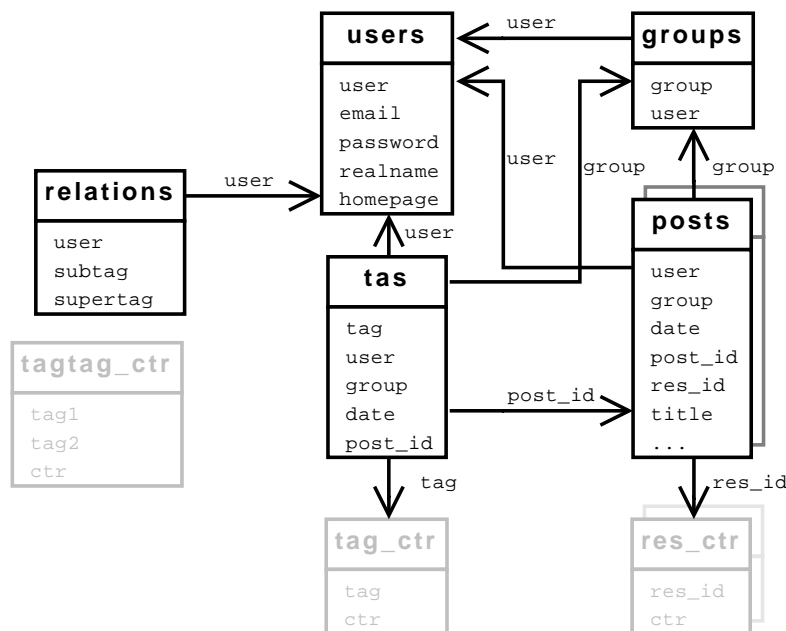 users
user
email
password
realname
homepage
user
groups
group
user
user
group
group
relations
user
subtag
supertag
user
user
posts
user
group
date
post_id
res_id
title
...
tas
tag
user
group
date
post_id
post_id
tagtag_ctr
tag1
tag2
ctr
tag
res_id
tag_ctr
tag
ctr
res_ctr
res_id
ctr